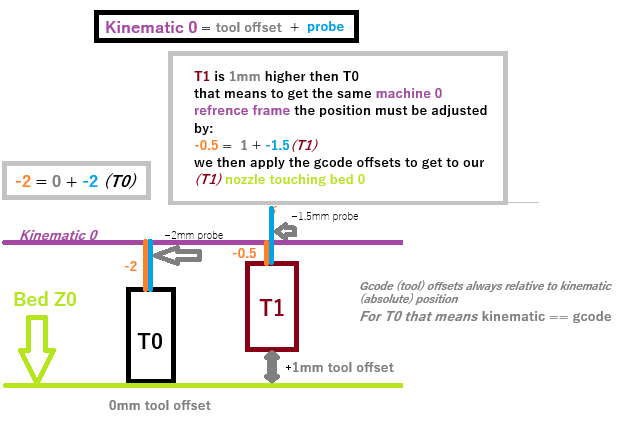 Kinematic 0 = tool offset + probe
T1 is 1mm higher then T0
that means to get the same machine 0
refrence frame the position must be adjusted
by:
-0.5 = 1 + -1.5 (T1)
we then apply the gcode offsets to get to our
(T1) nozzle touching bed 0
-2 = 0 + -2 (T0)
-1.5mm probe
Kinematic 0
-2mm probe
-0.5
-2
Gcode (tool) offsets always relative to kinematic
(absolute) position
For T0 that means kinematic == gcode
Bed Z0
T1
T0
+1mm tool offset
0mm tool offset